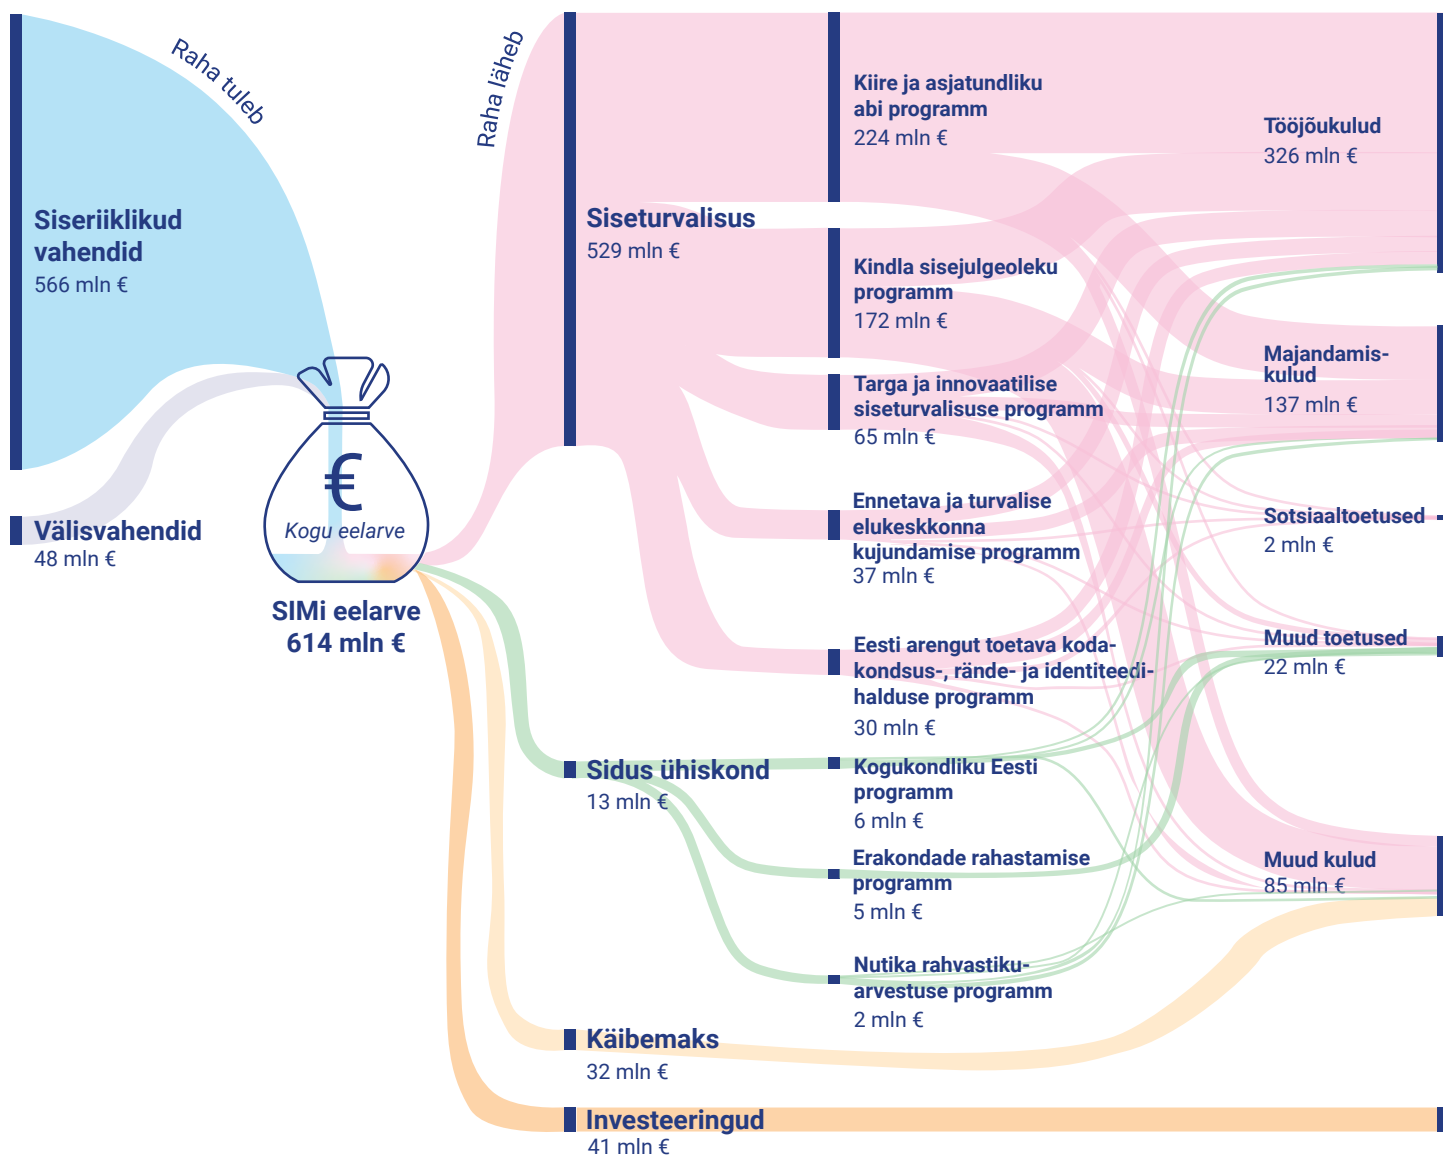 Raha tuleb
Siseriiklikud
vahendid
566 mln €
Välisvahendid
48 mln €
€
Kogu eelarve
SIMi eelarve
614 mln €
Raha läheb
Siseturvalisus
529 mln €
Sidus ühiskond
13 mln €
Käibemaks
32 mln €
Investeeringud
41 mln €
Kiire ja asjatundliku
abi programm
224 mln €
Kindla sisejulgeoleku
programm
172 mln €
Targa ja innovaatilise
siseturvalisuse programm
65 mln €
Ennetava ja turvalise
elukeskkonna
kujundamise programm
37 mln €
Eesti arengut toetava koda-
kondsus-, rände- ja identiteedi-
halduse programm
30 mln €
Kogukondliku Eesti
programm
6 mln €
Erakondade rahastamise
programm
5 mln €
Nutika rahvastiku-
arvestuse programm
2 mln €
Tööjõukulud
326 mln €
Majandamis-
kulud
137 mln €
Sotsiaaltoetused
2 mln €
Muud toetused
22 mln €
Muud kulud
85 mln €